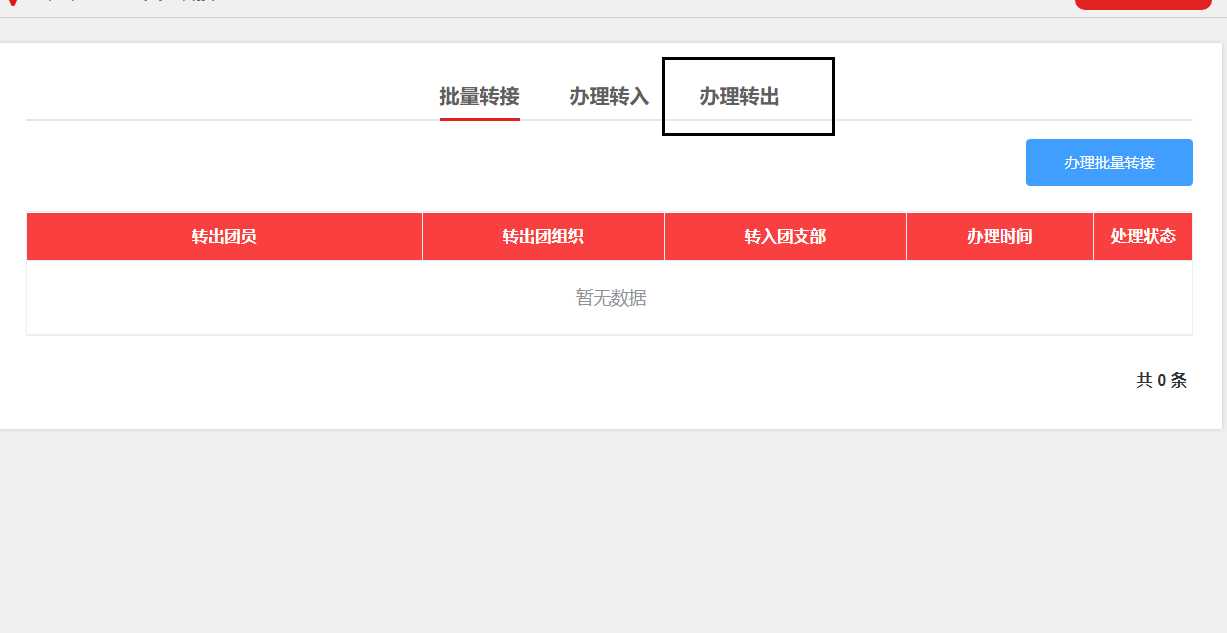 批量转接 办理转入 办理转出
办理批量转接
转出团员 转出团组织 转入团支部 办理时间 处理状态
暂无数据
共 0 条